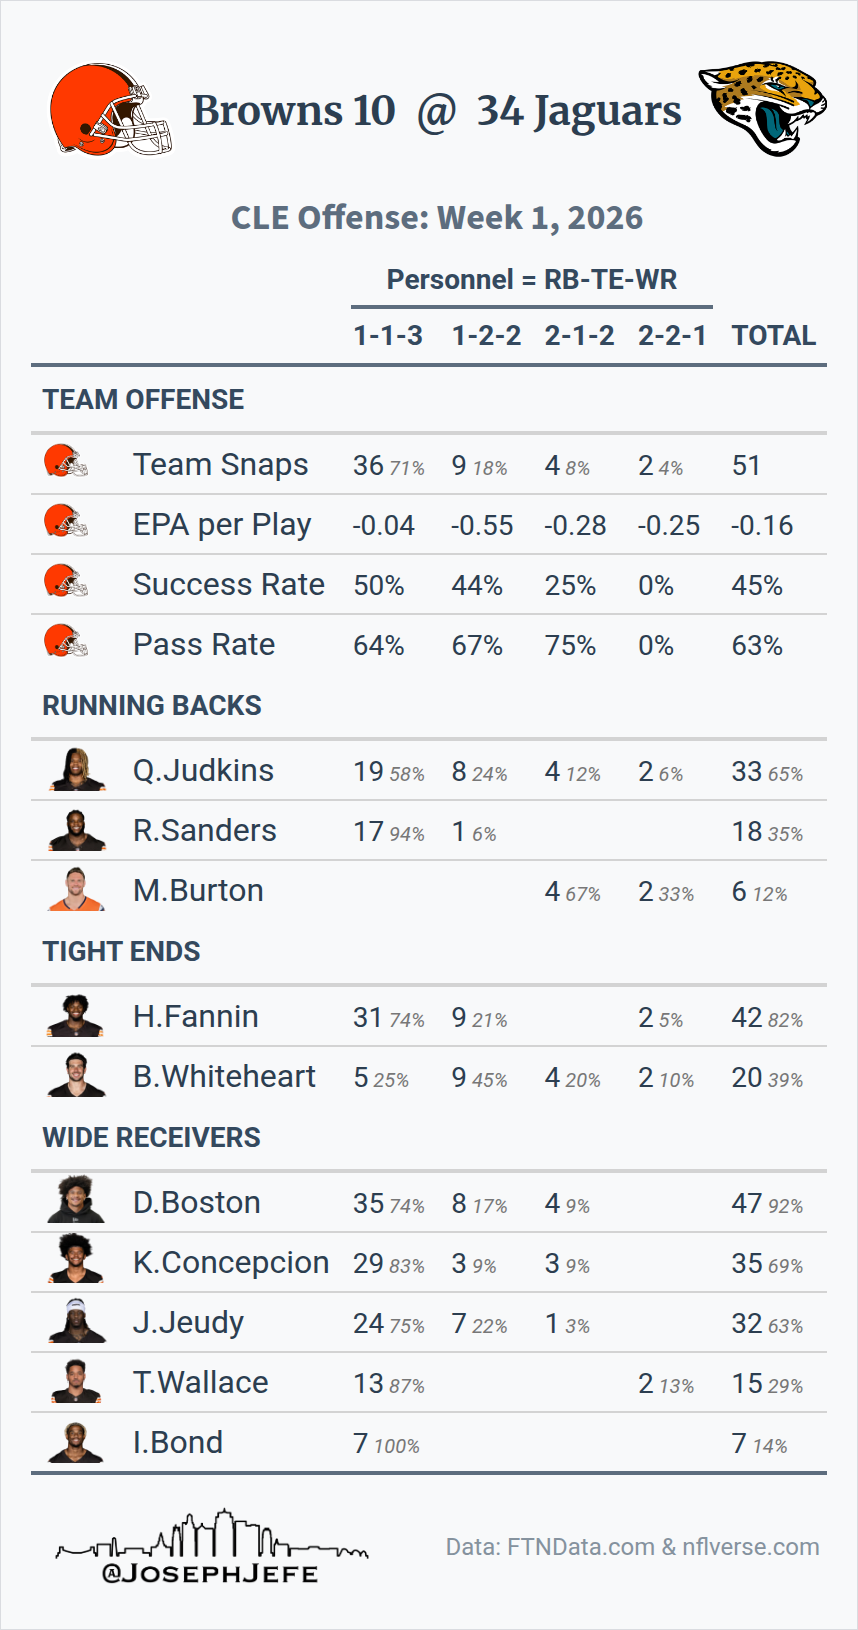 Browns 10 @ 34 Jaguars
CLE Offense: Week 1, 2026
Personnel = RB-TE-WR
1-1-3 1-2-2 2-1-2 2-2-1 TOTAL
TEAM OFFENSE
Team Snaps 36 71% 9 18% 4 8% 2 4% 51
EPA per Play -0.04 -0.55 -0.28 -0.25 -0.16
Success Rate 50% 44% 25% 0% 45%
Pass Rate 64% 67% 75% 0% 63%
RUNNING BACKS
Q.Judkins 19 58% 8 24% 4 12% 2 6% 33 65%
R.Sanders 17 94% 1 6% 18 35%
M.Burton 4 67% 2 33% 6 12%
TIGHT ENDS
H.Fannin 31 74% 9 21% 2 5% 42 82%
B.Whiteheart 5 25% 9 45% 4 20% 2 10% 20 39%
WIDE RECEIVERS
D.Boston 35 74% 8 17% 4 9% 47 92%
K.Concepcion 29 83% 3 9% 3 9% 35 69%
J.Jeudy 24 75% 7 22% 1 3% 32 63%
T.Wallace 13 87% 2 13% 15 29%
I.Bond 7 100% 7 14%
@JOSEPHJEFE
Data: FTNData.com & nflverse.com